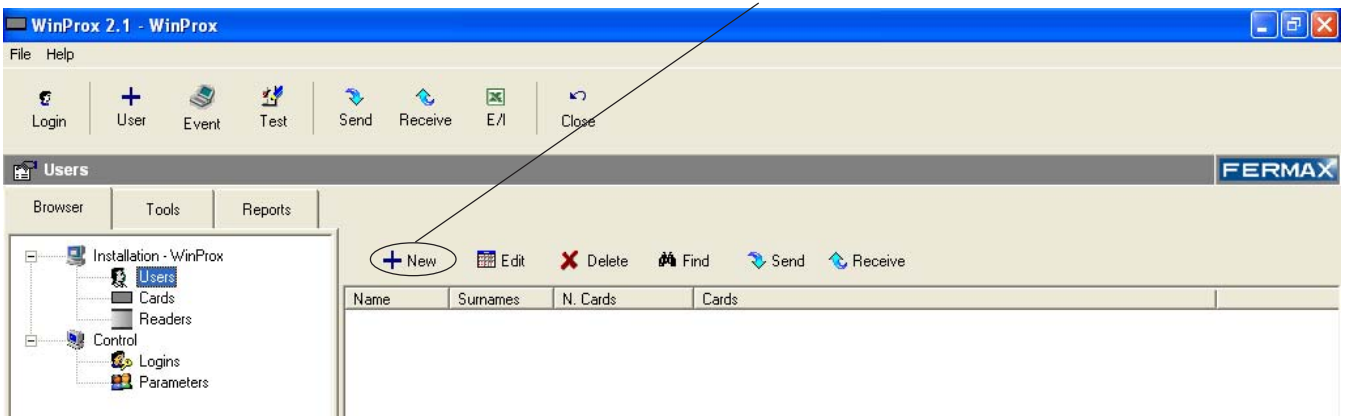 WinProx 2.1 - WinProx
File Help
Login User Event Test Send Receive E/I Close
Users FERMAX
Browser Tools Reports
Installation - WinProx
Users
Cards
Readers
Control
Logins
Parameters
New Edit Delete Find Send Receive
Name Surnames N. Cards Cards